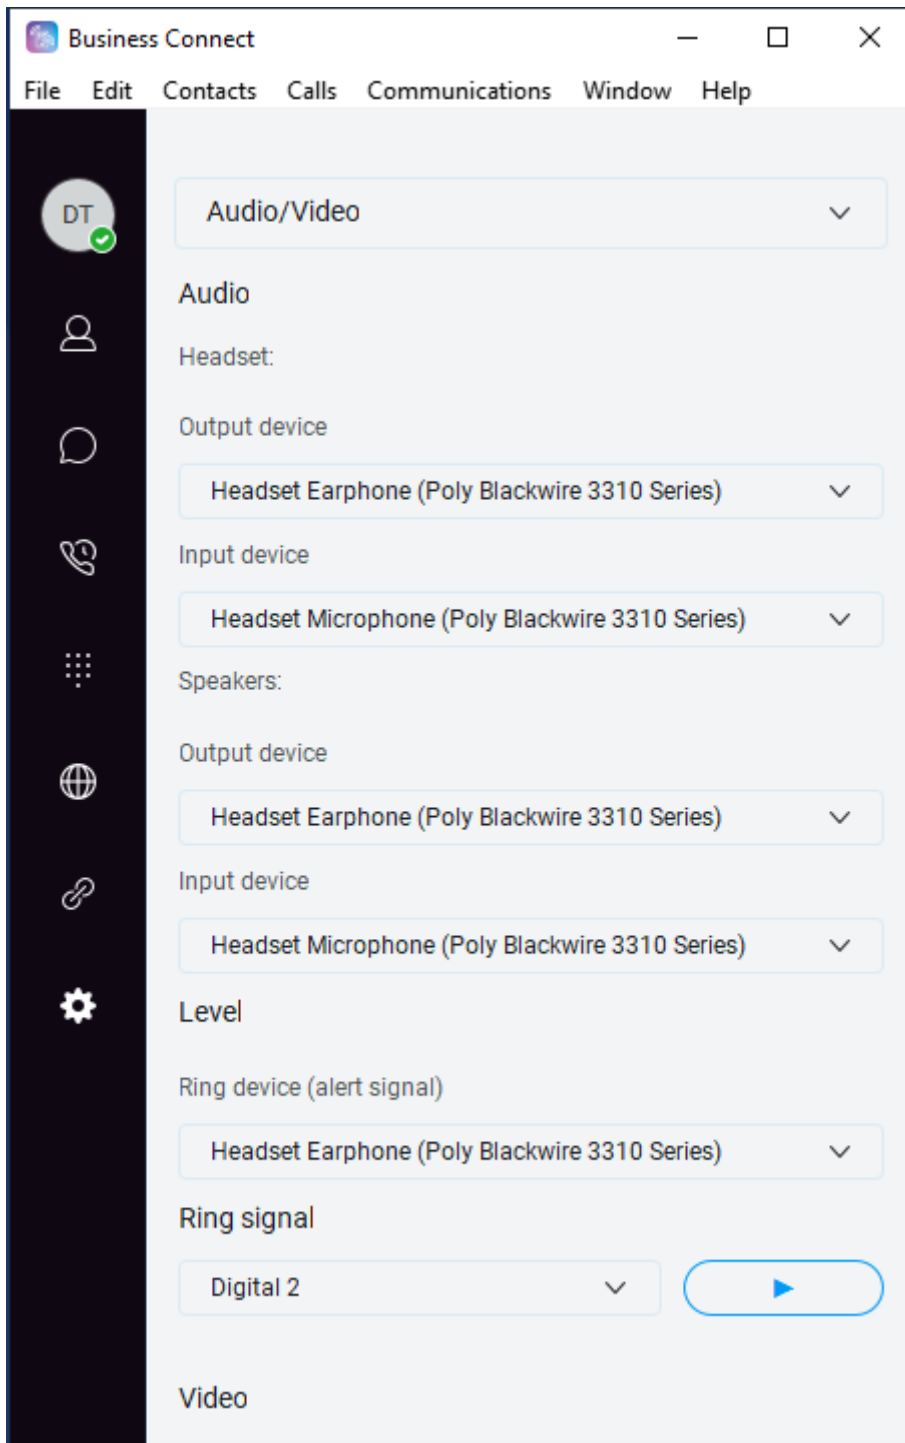 Business Connect
File Edit Contacts Calls Communications Window Help
DT
Audio/Video
Audio
Headset:
Output device
Headset Earphone (Poly Blackwire 3310 Series)
Input device
Headset Microphone (Poly Blackwire 3310 Series)
Speakers:
Output device
Headset Earphone (Poly Blackwire 3310 Series)
Input device
Headset Microphone (Poly Blackwire 3310 Series)
Level
Ring device (alert signal)
Headset Earphone (Poly Blackwire 3310 Series)
Ring signal
Digital 2
Video